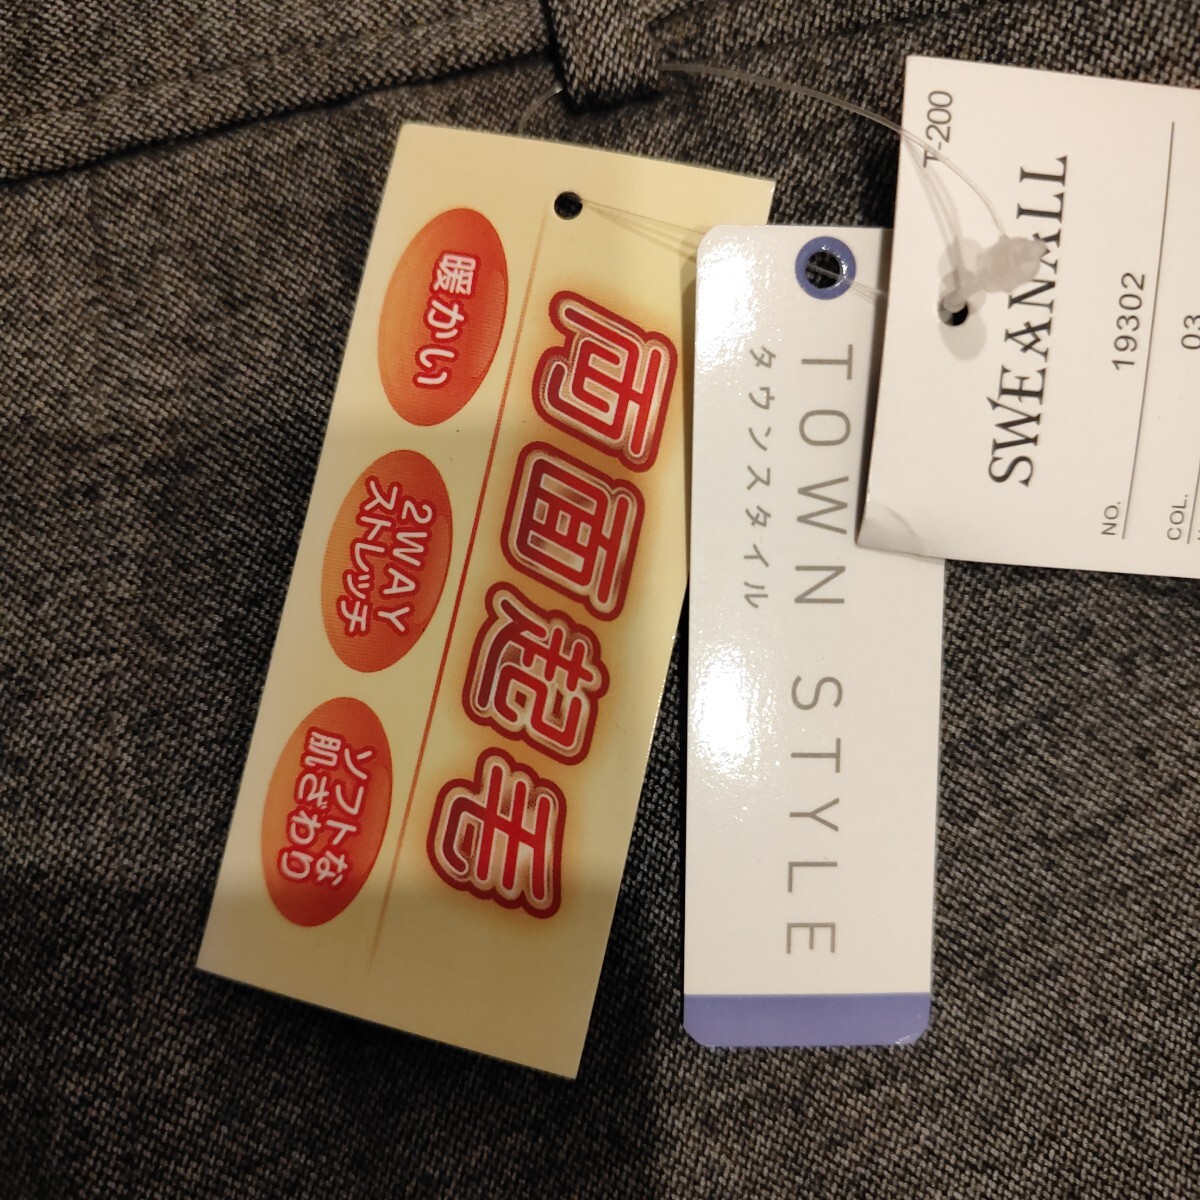 両面起毛
暖かい
2WAY
ストレッチ
ソフトな
肌ざわり
TOWN STYLE
タウンスタイル
T-200
SWEANALL
NO.
19302
COL.
03